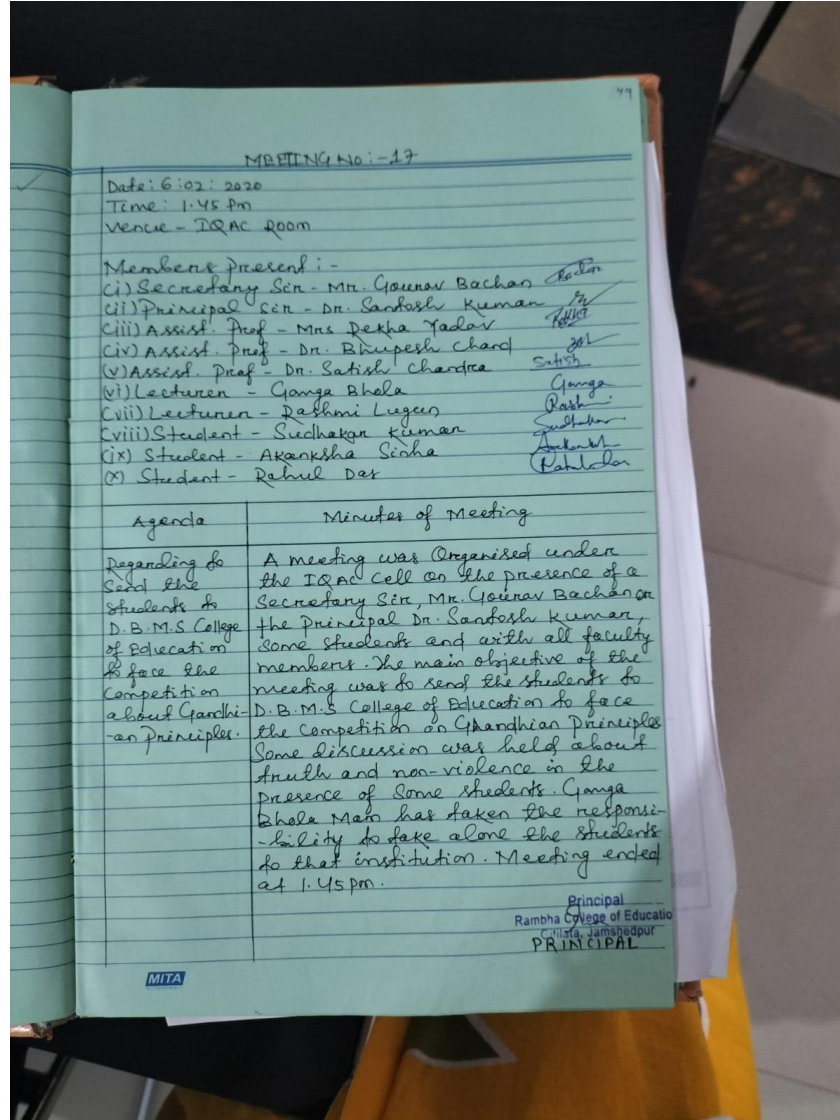 49
MEETING No :- 17
Date: 6:02: 2020
Time: 1.45 Pm
Venue - IQAC Room
Members Present :-
(i) Secretary Sir - Mr. Gourav Bachan
(ii) Principal Sir - Dr. Santosh Kumar
(iii) Assist. Prof - Mrs Rekha Yadav
(iv) Assist. Prof - Dr. Bhupesh Chand
(v) Assist. Prof - Dr. Satish Chandra Satish
(vi) Lecturer - Ganga Bhola Ganga
(vii) Lecturer - Rashmi Lugun Rash
(viii) Student - Sudhakar Kumar Sudhakar
(ix) Student - Akanksha Sinha
(x) Student - Rahul Das
Agenda
Regarding to
Send the
Students to
D.B.M.S College
of Education
to face the
Competition
about Gandhi-
-an Principles.
Minutes of Meeting
A meeting was Organised under
the IQAC Cell on the presence of a
Secretary Sir, Mr. Gourav Bachan or
the Principal Dr. Santosh Kumar,
some students and with all faculty
members. The main objective of the
meeting was to send the students to
D.B.M.S College of Education to face
the competition on Gandhian Principles
Some discussion was held about
truth and non-violence in the
presence of Some students. Ganga
Bhola Mam has taken the responsi-
-bility to take alone the students
to that institution. Meeting ended
at 1.45 pm.
Principal
Rambha College of Educatio
Gitilata, Jamshedpur
PRINCIPAL
MITA